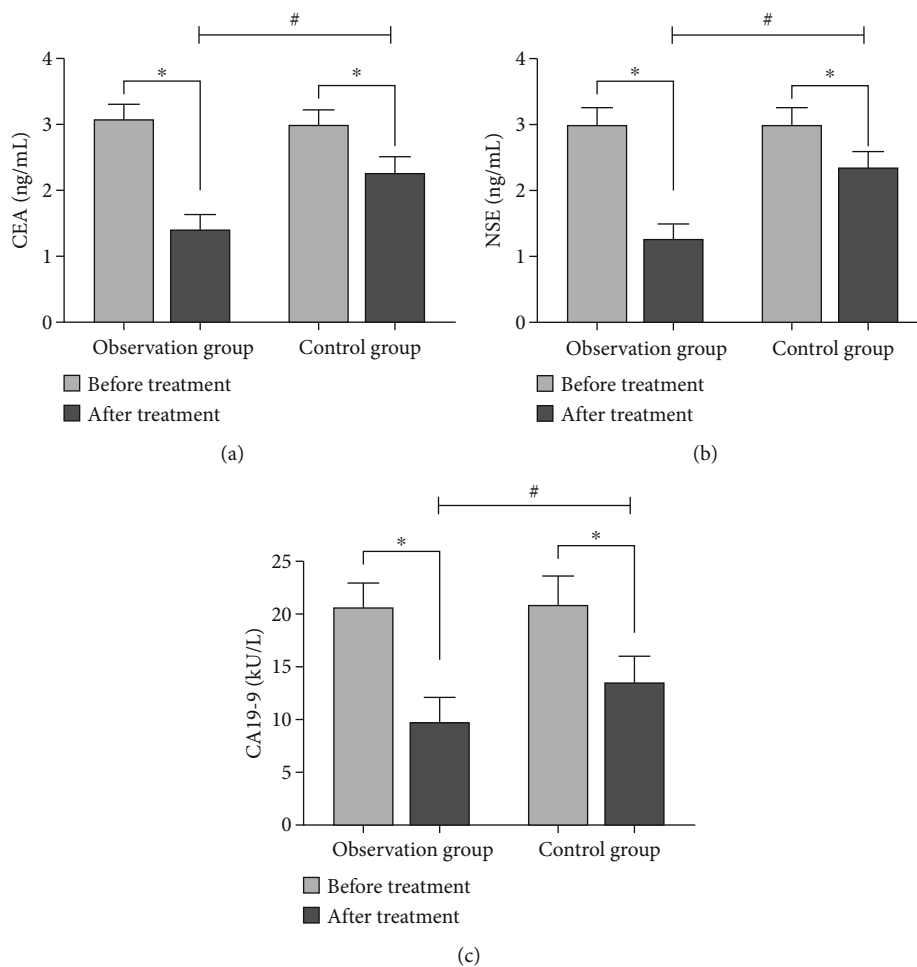 #
*
*
4
3
2
1
0
CEA (ng/mL)
Observation group
Control group
Before treatment
After treatment
(a)
#
*
*
4
3
2
1
0
NSE (ng/mL)
Observation group
Control group
Before treatment
After treatment
(b)
#
*
*
25
20
15
10
5
0
CA19-9 (kU/L)
Observation group
Control group
Before treatment
After treatment
(c)